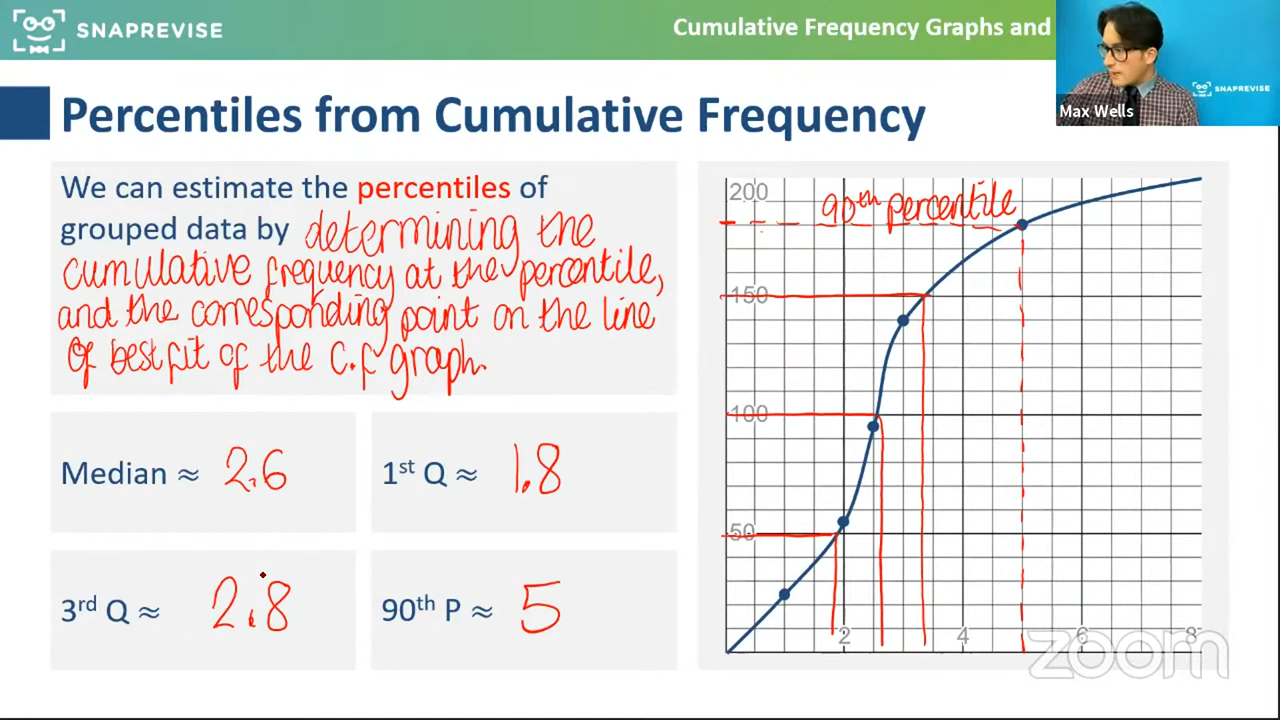 SNAPREVISE
Cumulative Frequency Graphs and
SNAPREVISE
Max Wells
Percentiles from Cumulative Frequency
We can estimate the percentiles of
grouped data by determining the
cumulative frequency at the percentile,
and the corresponding point on the line
of best fit of the C.f graph.
Median ≈ 2.6
1st Q ≈ 1.8
3rd Q ≈ 2.8
90th P ≈ 5
200
90th percentile
150
100
50
2 4 6 8
zoom